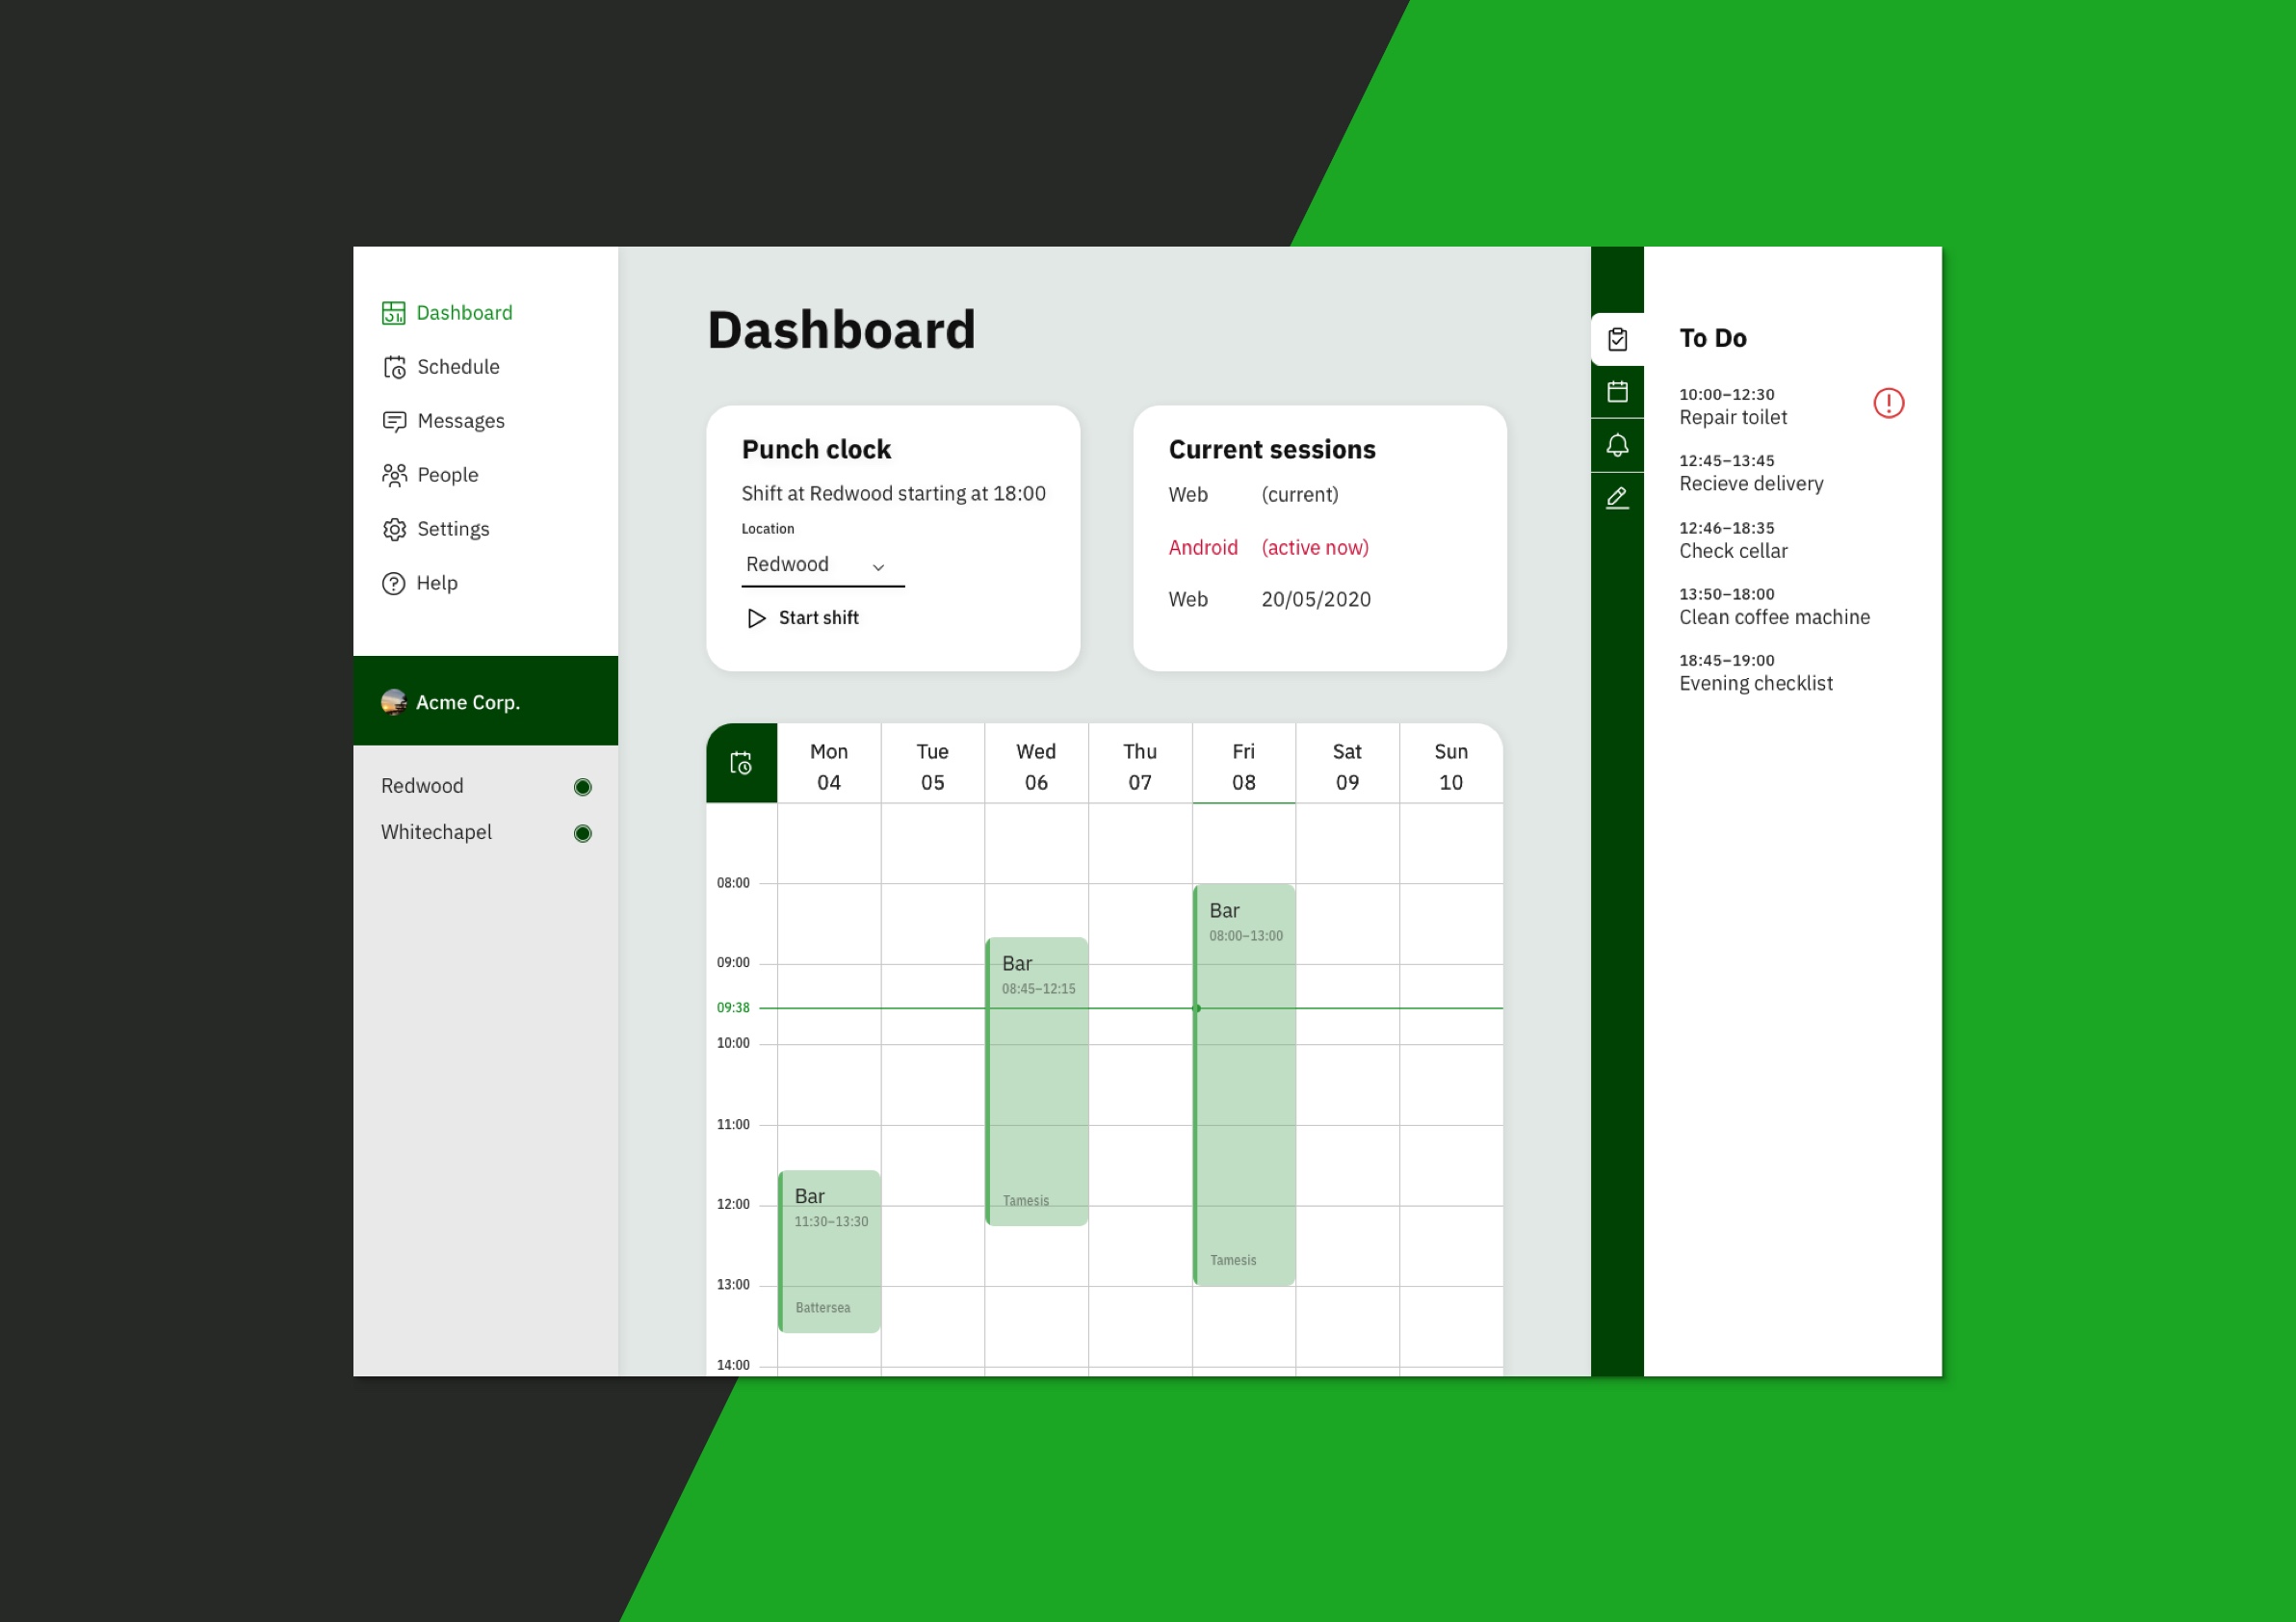 Dashboard
Schedule
Messages
People
Settings
Help
Acme Corp.
Redwood
Whitechapel
Dashboard
Punch clock
Shift at Redwood starting at 18:00
Location
Redwood
Start shift
Current sessions
Web (current)
Android (active now)
Web 20/05/2020
Mon Tue Wed Thu Fri Sat Sun
04 05 06 07 08 09 10
08:00
Bar
08:00–13:00
09:00
Bar
08:45–12:15
09:38
10:00
11:00
12:00
Tamesis
Bar
11:30–13:30
Tamesis
13:00
Battersea
14:00
To Do
10:00–12:30
Repair toilet
12:45–13:45
Recieve delivery
12:46–18:35
Check cellar
13:50–18:00
Clean coffee machine
18:45–19:00
Evening checklist